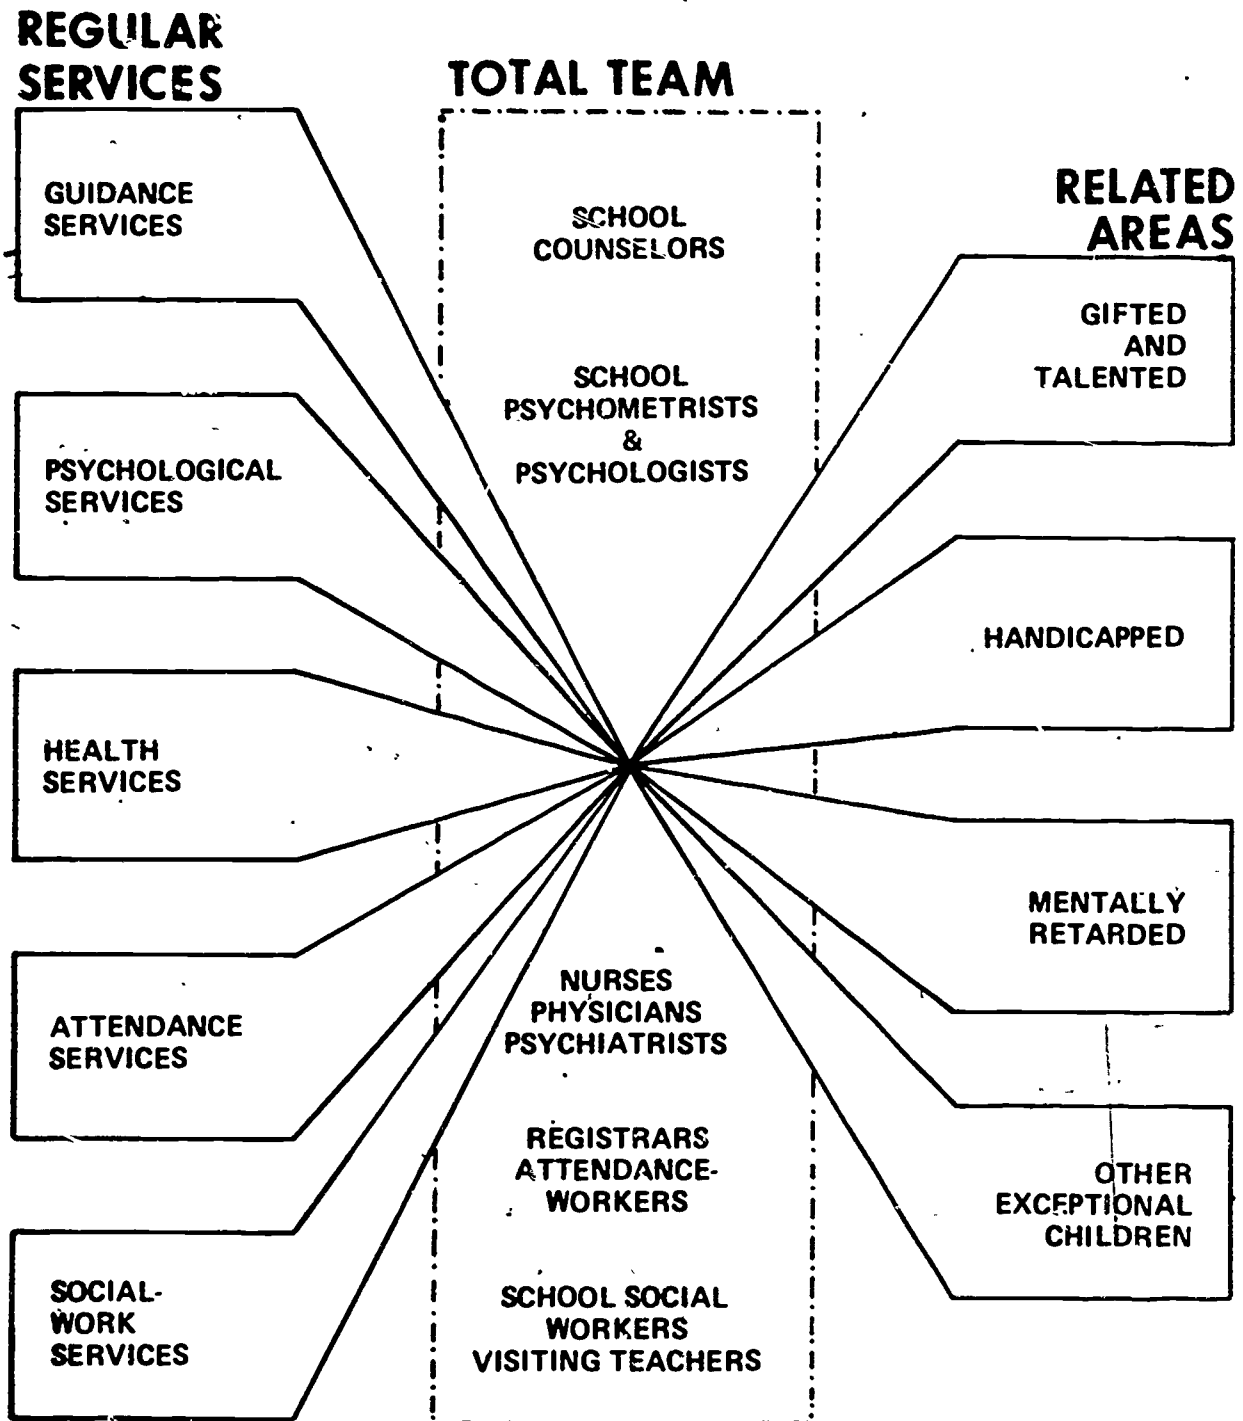 REGULAR
SERVICES
GUIDANCE
SERVICES
PSYCHOLOGICAL
SERVICES
HEALTH
SERVICES
ATTENDANCE
SERVICES
SOCIAL-
WORK
SERVICES
TOTAL TEAM
SCHOOL
COUNSELORS
SCHOOL
PSYCHOMETRISTS
&
PSYCHOLOGISTS
NURSES
PHYSICIANS
PSYCHIATRISTS
REGISTRARS
ATTENDANCE-
WORKERS
SCHOOL SOCIAL
WORKERS
VISITING TEACHERS
RELATED
AREAS
GIFTED
AND
TALENTED
HANDICAPPED
MENTALLY
RETARDED
OTHER
EXCEPTIONAL
CHILDREN